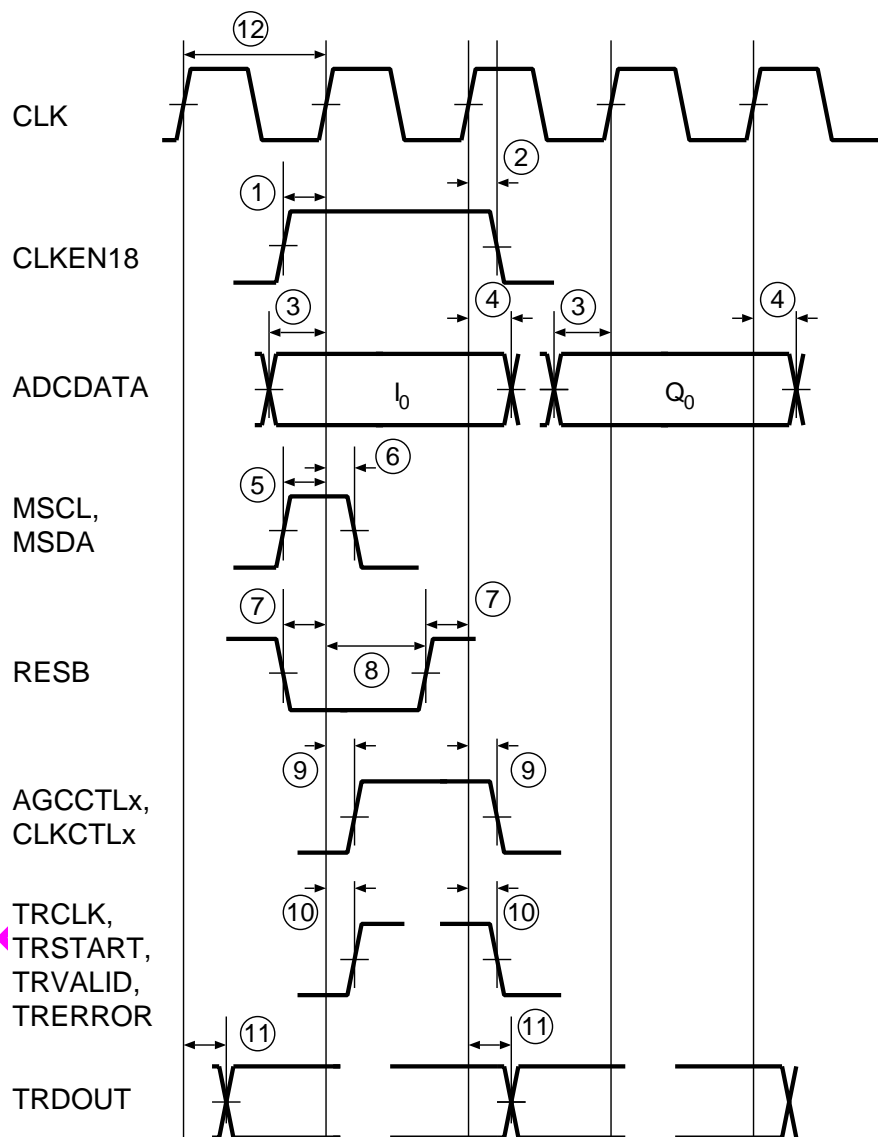 12
CLK
2
1
CLKEN18
3 4 3 4
ADCDATA
I0 Q0
6
5
MSCL,
MSDA
7 7
8
RESB
9 9
AGCCTLx,
CLKCTLx
10 10
TRCLK,
TRSTART,
TRVALID,
TRERROR
11 11
TRDOUT